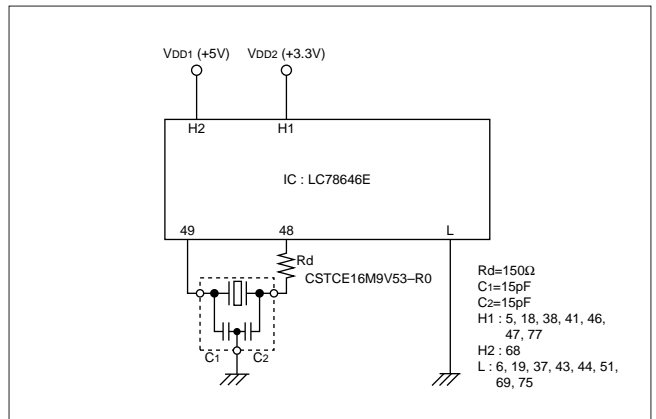 VDD1 (+5V) VDD2 (+3.3V)
H2 H1
IC : LC78646E
49 48 L
Rd
CSTCE16M9V53–R0
C1 C2
Rd=150Ω
C1=15pF
C2=15pF
H1 : 5, 18, 38, 41, 46,
47, 77
H2 : 68
L : 6, 19, 37, 43, 44, 51,
69, 75